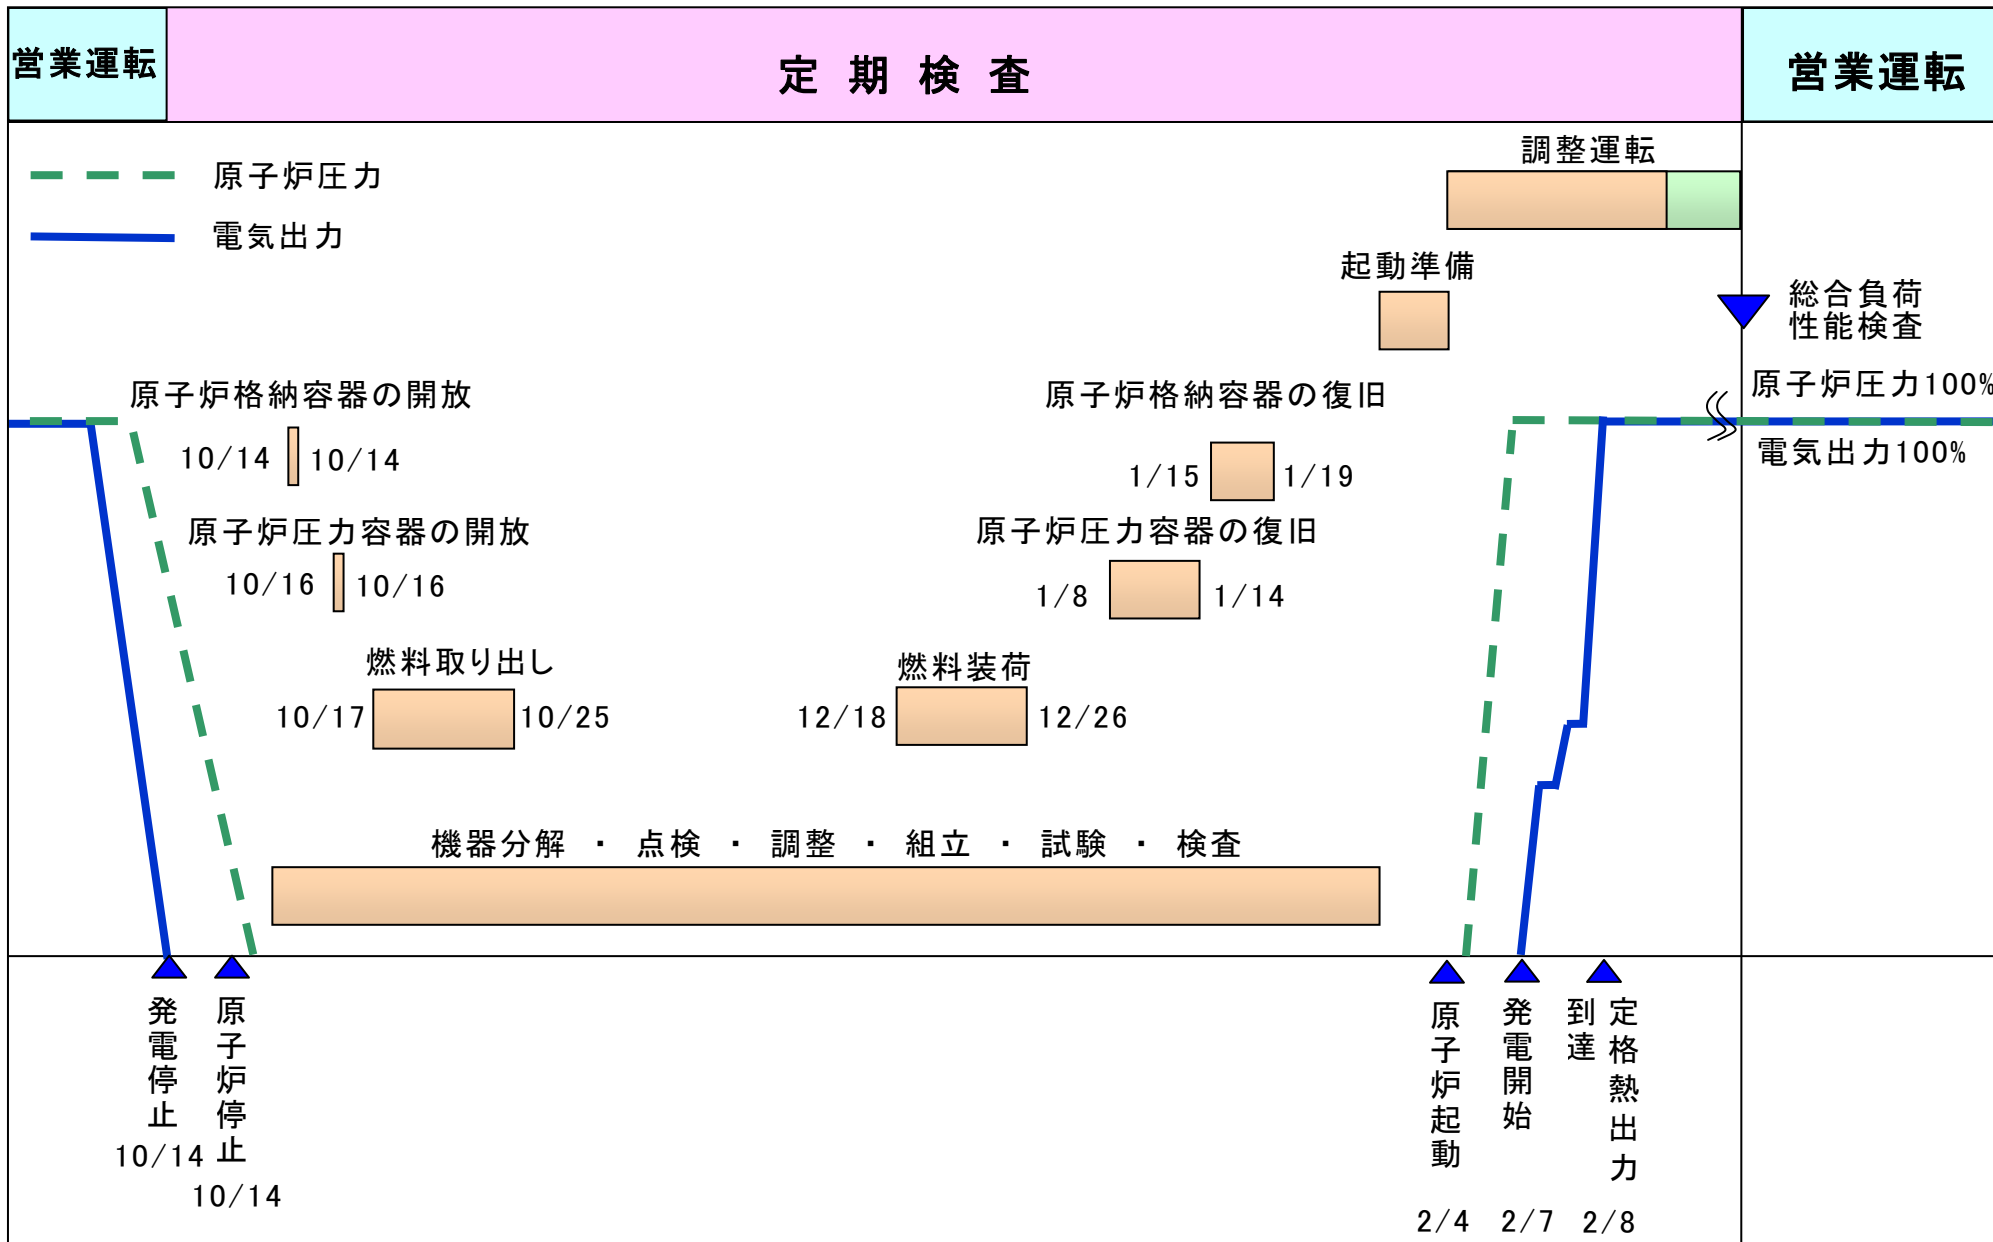 営業運転
定期検査
営業運転
調整運転
原子炉圧力
電気出力
起動準備
総合負荷
性能検査
原子炉格納容器の開放
原子炉格納容器の復旧
原子炉圧力100%
10/14
10/14
1/15
1/19
電気出力100%
原子炉圧力容器の開放
原子炉圧力容器の復旧
10/16
10/16
1/8
1/14
燃料取り出し
燃料装荷
10/17
10/25
12/18
12/26
機器分解 ・ 点検 ・ 調整 ・ 組立 ・ 試験 ・ 検査
発電停止
10/14
原子炉停止
10/14
原子炉起動
2/4
発電開始
2/7
定格熱出力
到達
2/8